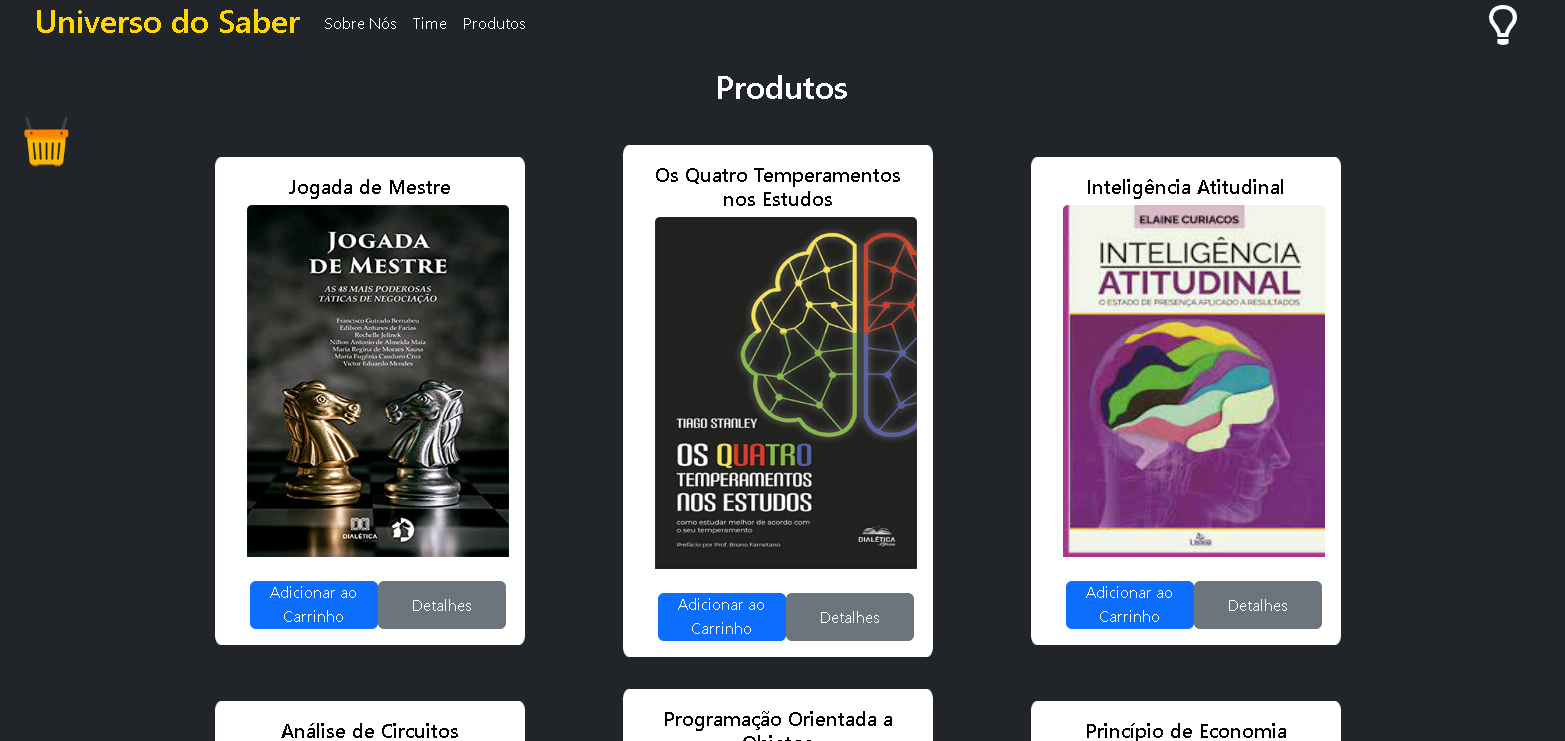 Universo do Saber
Sobre Nós
Time
Produtos
Produtos
Jogada de Mestre
JOGADA
DE MESTRE
AS 48 MAIS PODEROSAS
TÁTICAS DE NEGOCIAÇÃO
Francisco Guirado Bernabeu
Edilson Antunes de Farias
Rochelle Jelinek
Nilton Antonio de Almeida Maia
Maria Regina de Moraes Xausa
Maria Eugênia Cauduro Cruz
Victor Eduardo Mendes
DIALÉTICA
Adicionar ao
Carrinho
Detalhes
Os Quatro Temperamentos
nos Estudos
TIAGO STANLEY
OS QUATRO
TEMPERAMENTOS
NOS ESTUDOS
como estudar melhor de acordo com
o seu temperamento
Prefácio por Prof. Bruno Farnetano
DIALÉTICA
Adicionar ao
Carrinho
Detalhes
Inteligência Atitudinal
ELAINE CURIACOS
INTELIGÊNCIA
ATITUDINAL
O ESTADO DE PRESENÇA APLICADO A RESULTADOS
Lisboa
Adicionar ao
Carrinho
Detalhes
Análise de Circuitos
Programação Orientada a
Objetos
Princípio de Economia